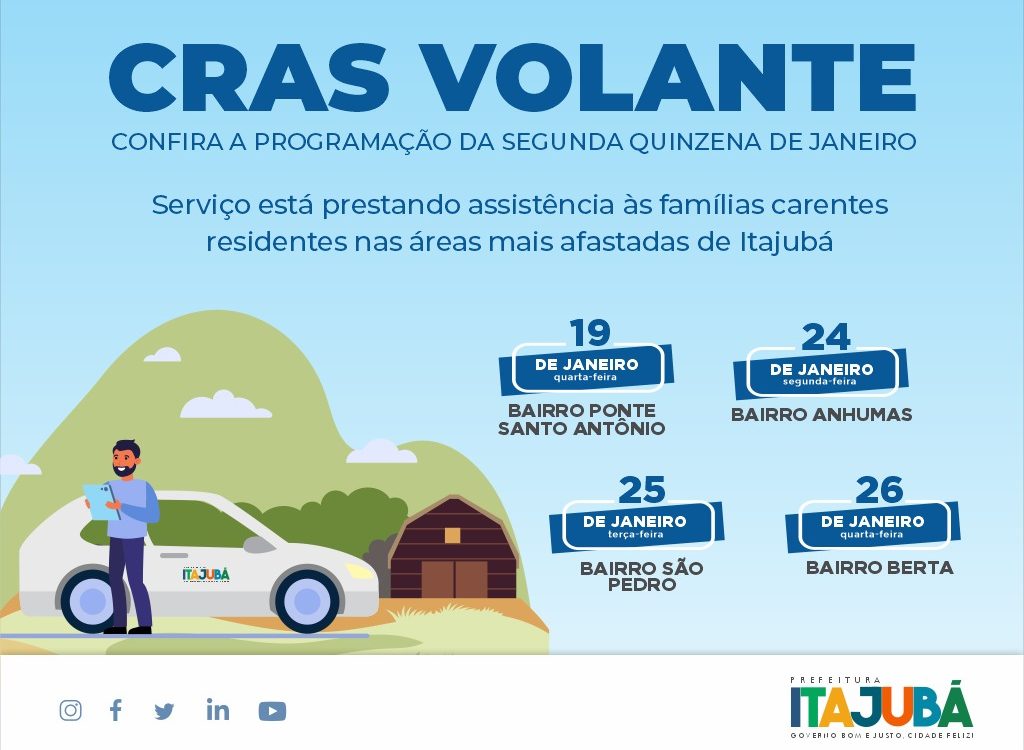 CRAS VOLANTE
CONFIRA A PROGRAMAÇÃO DA SEGUNDA QUINZENA DE JANEIRO
Serviço está prestando assistência às famílias carentes
residentes nas áreas mais afastadas de Itajubá
19
DE JANEIRO
quarta-feira
BAIRRO PONTE
SANTO ANTÔNIO
24
DE JANEIRO
segunda-feira
BAIRRO ANHUMAS
25
DE JANEIRO
terça-feira
BAIRRO SÃO
PEDRO
26
DE JANEIRO
quarta-feira
BAIRRO BERTA
ITAJUBÁ
PREFEITURA
ITAJUBÁ
GOVERNO BOM E JUSTO, CIDADE FELIZ!